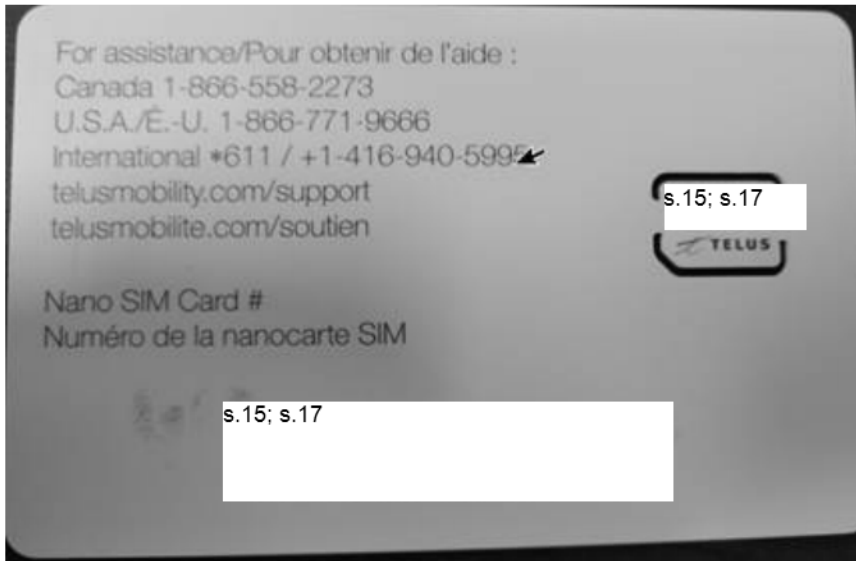 For assistance/Pour obtenir de l'aide :
Canada 1-866-558-2273
U.S.A./É.-U. 1-866-771-9666
International *611 / +1-416-940-5995
telusmobility.com/support
telusmobilite.com/soutien
s.15; s.17
TELUS
Nano SIM Card #
Numéro de la nanocarte SIM
s.15; s.17